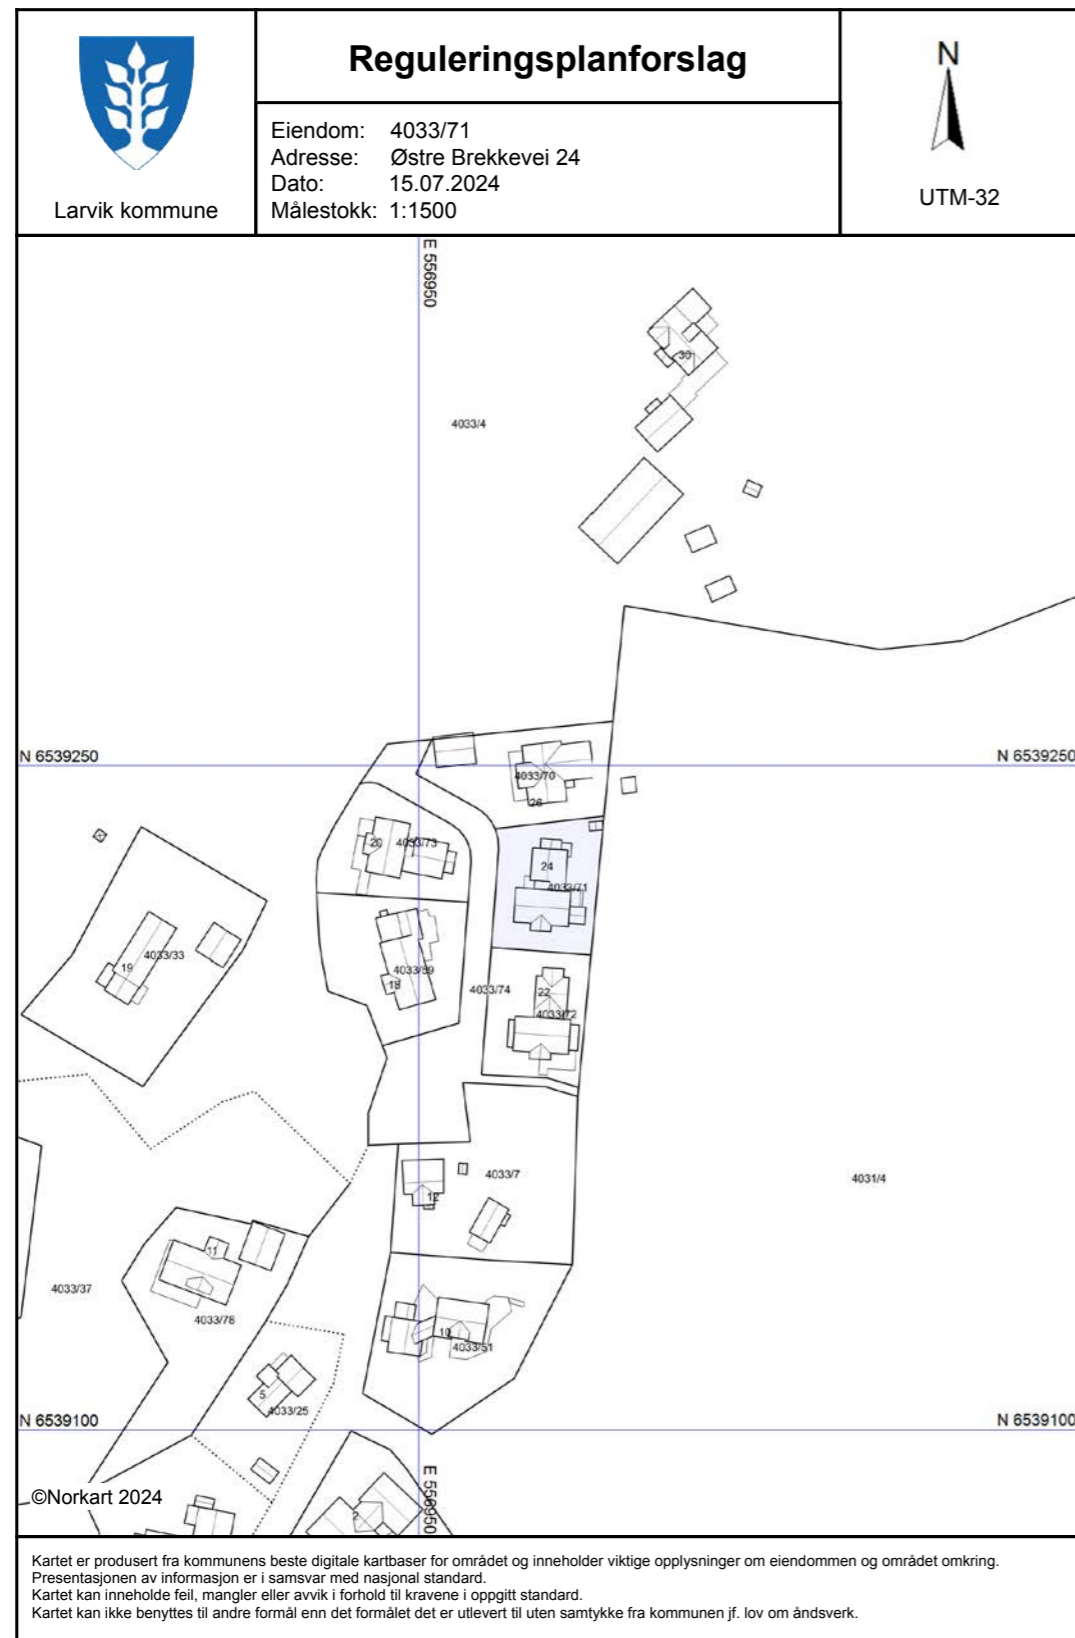 Larvik kommune
Reguleringsplanforslag
Eiendom: 4033/71
Adresse: Østre Brekkevei 24
Dato: 15.07.2024
Målestokk: 1:1500
N
UTM-32
E 556950
30
4033/4
N 6539250
N 6539250
4033/70
26
20
4033/73
24
4033/71
4033/33
19
4033/69
18
4033/74
22
4033/72
4033/7
12
4031/4
11
4033/37
4033/78
10
4033/51
5
4033/25
N 6539100
N 6539100
E 556950
©Norkart 2024
2
Kartet er produsert fra kommunens beste digitale kartbaser for området og inneholder viktige opplysninger om eiendommen og området omkring.
Presentasjonen av informasjon er i samsvar med nasjonal standard.
Kartet kan inneholde feil, mangler eller avvik i forhold til kravene i oppgitt standard.
Kartet kan ikke benyttes til andre formål enn det formålet det er utlevert til uten samtykke fra kommunen jf. lov om åndsverk.